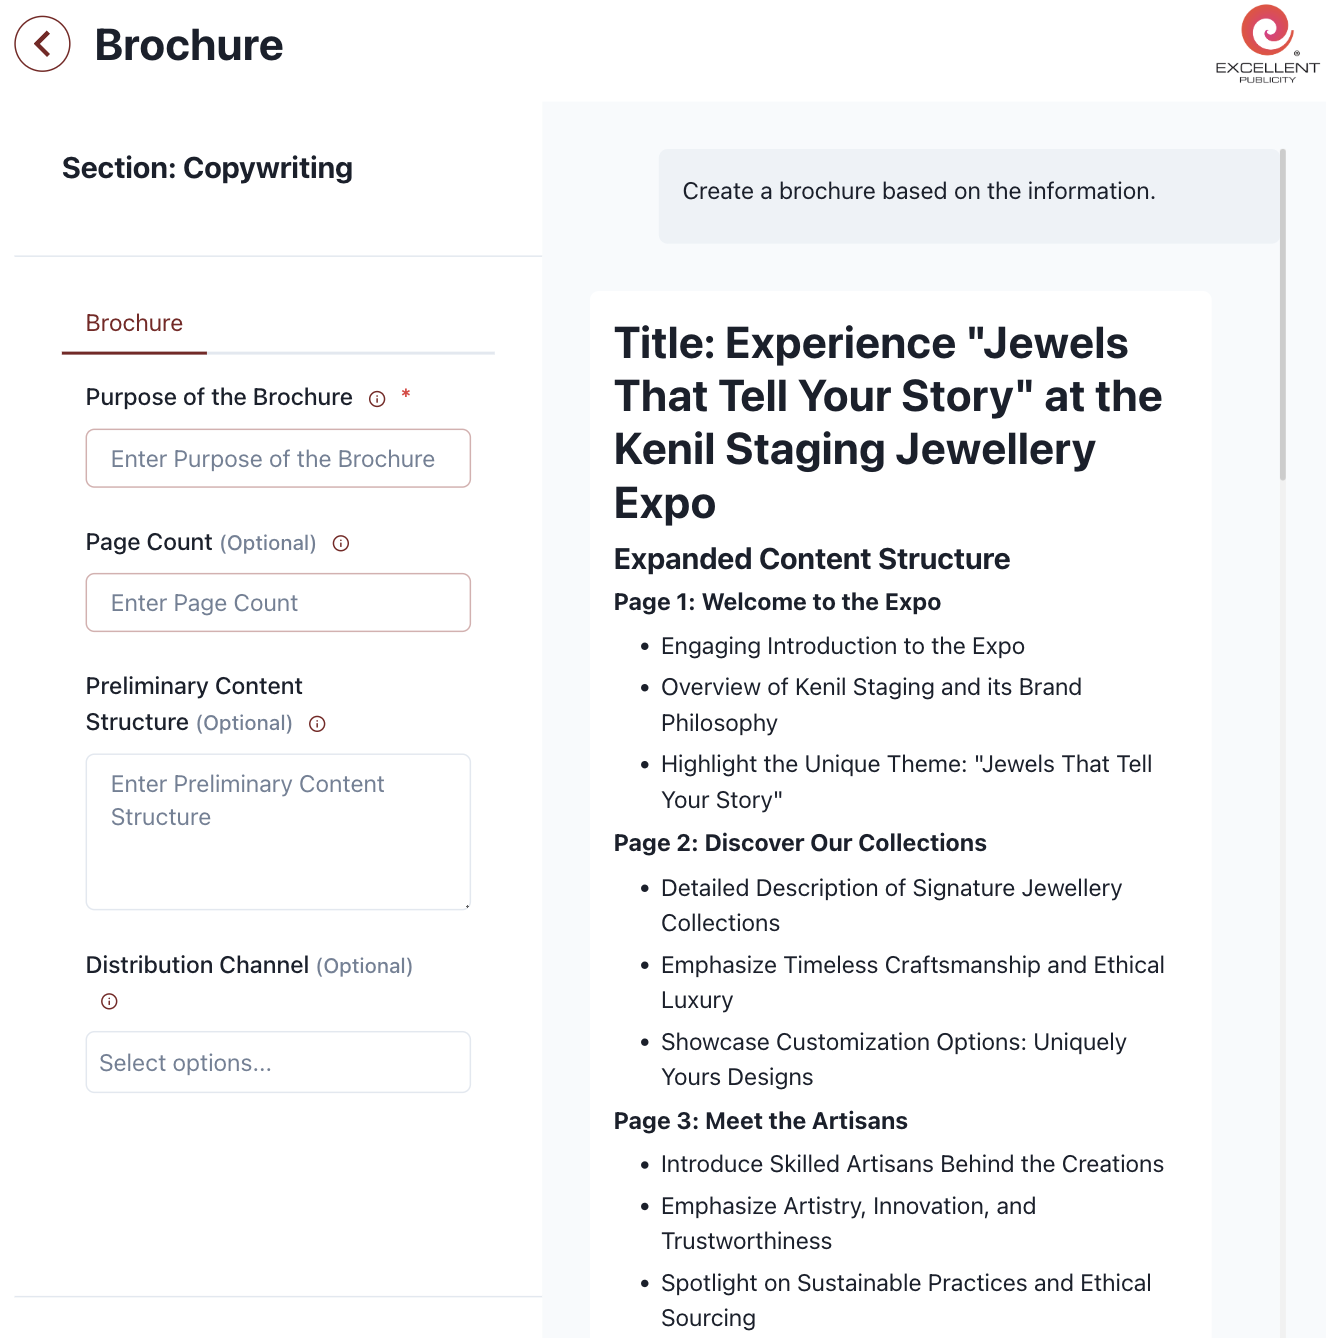 Brochure
EXCELLENT
PUBLICITY
Section: Copywriting
Brochure
Purpose of the Brochure *
Enter Purpose of the Brochure
Page Count (Optional)
Enter Page Count
Preliminary Content
Structure (Optional)
Enter Preliminary Content
Structure
Distribution Channel (Optional)
Select options...
Create a brochure based on the information.
Title: Experience "Jewels
That Tell Your Story" at the
Kenil Staging Jewellery
Expo
Expanded Content Structure
Page 1: Welcome to the Expo
• Engaging Introduction to the Expo
• Overview of Kenil Staging and its Brand
Philosophy
• Highlight the Unique Theme: "Jewels That Tell
Your Story"
Page 2: Discover Our Collections
• Detailed Description of Signature Jewellery
Collections
• Emphasize Timeless Craftsmanship and Ethical
Luxury
• Showcase Customization Options: Uniquely
Yours Designs
Page 3: Meet the Artisans
• Introduce Skilled Artisans Behind the Creations
• Emphasize Artistry, Innovation, and
Trustworthiness
• Spotlight on Sustainable Practices and Ethical
Sourcing